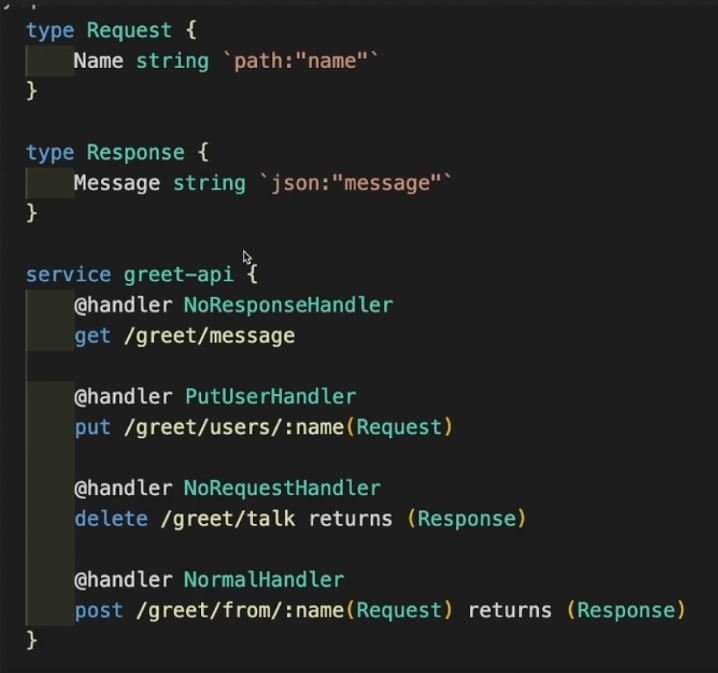 type Request {
    Name string `path:"name"`
}

type Response {
    Message string `json:"message"`
}

service greet-api {
    @handler NoResponseHandler
    get /greet/message

    @handler PutUserHandler
    put /greet/users/:name(Request)

    @handler NoRequestHandler
    delete /greet/talk returns (Response)

    @handler NormalHandler
    post /greet/from/:name(Request) returns (Response)
}